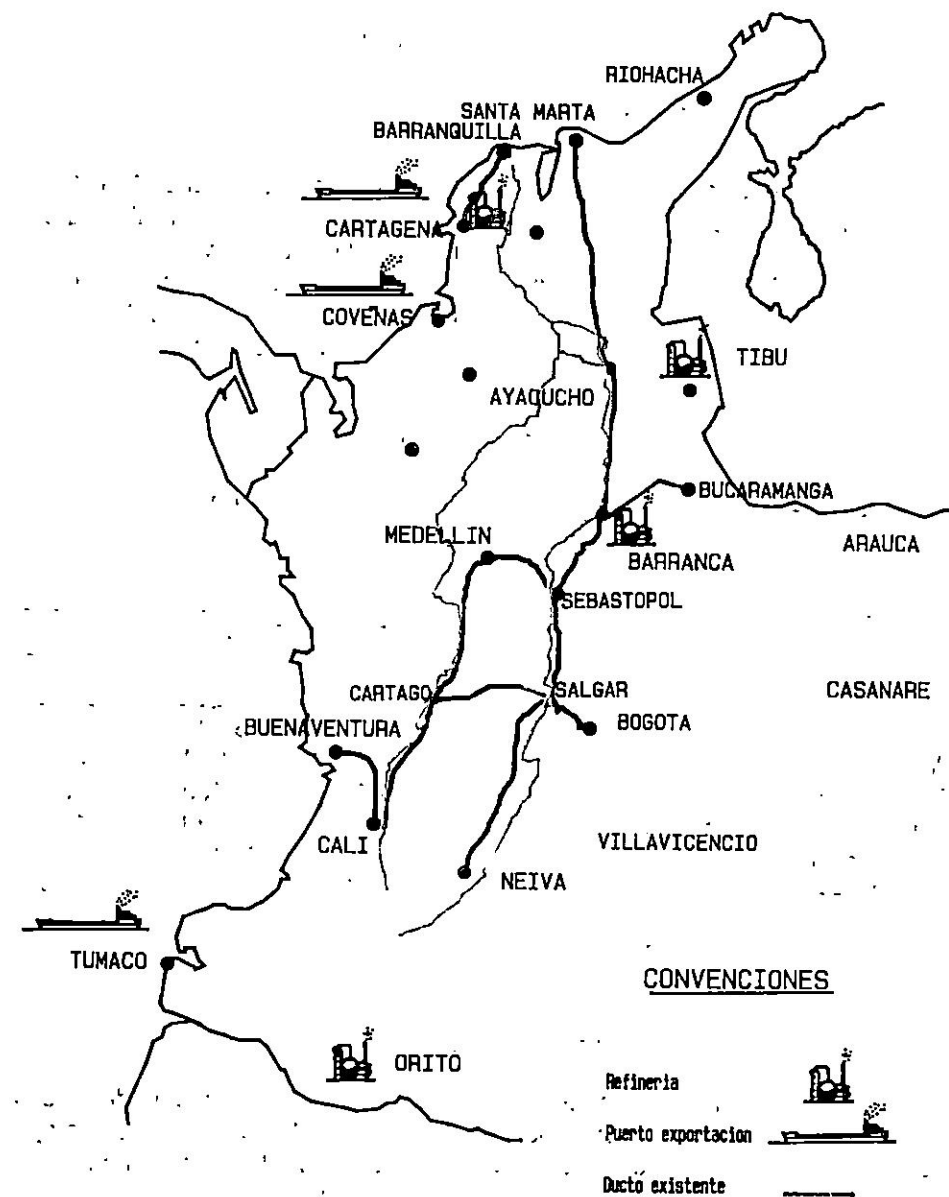 RIOHACHA
SANTA MARTA
BARRANQUILLA
CARTAGENA
COVENAS
TIBU
AYACUCHO
BUCARAMANGA
MEDELLIN
ARAUCA
BARRANCA
SEBASTOPOL
CARTAGO
SALGAR
CASANARE
BUENAVENTURA
BOGOTA
CALI
VILLAVICENCIO
NEIVA
TUMACO
CONVENCIONES
ORITO
Refineria
Puerto exportacion
Ducto existente